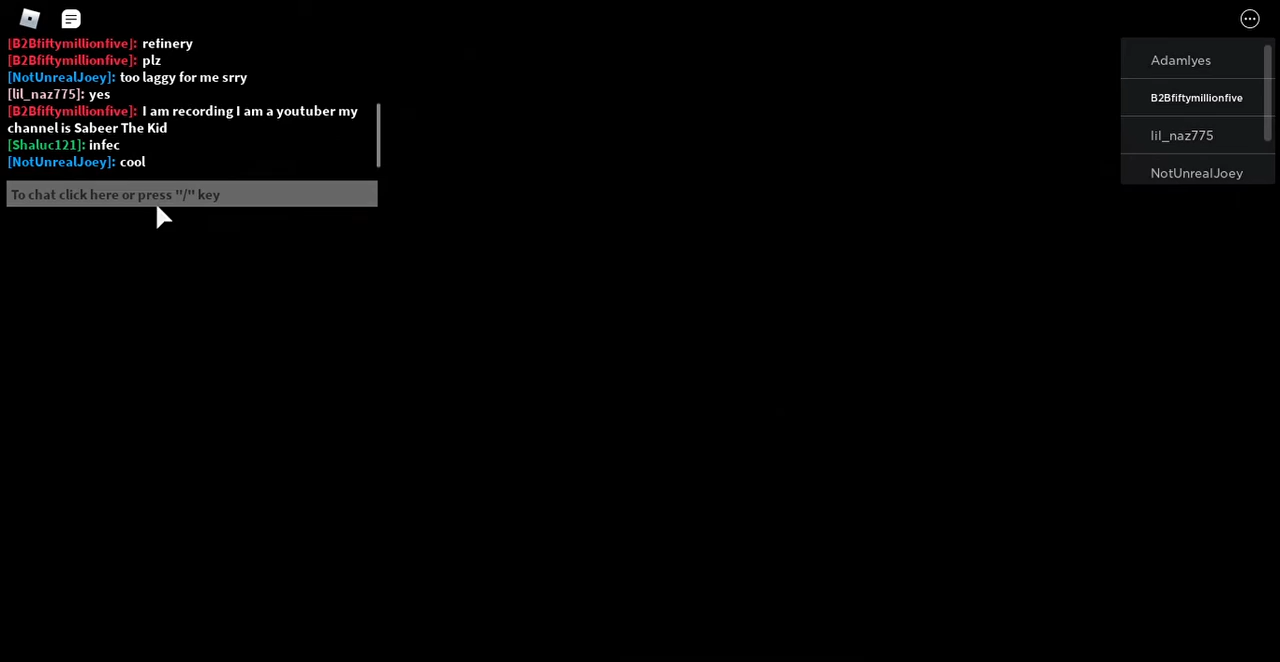 [B2Bfiftymillionfive]: refinery
[B2Bfiftymillionfive]: plz
[NotUnrealJoey]: too laggy for me srry
[lil_naz775]: yes
[B2Bfiftymillionfive]: I am recording I am a youtuber my
channel is Sabeer The Kid
[Shaluc121]: infec
[NotUnrealJoey]: cool
To chat click here or press "/" key
Adamlyes
B2Bfiftymillionfive
lil_naz775
NotUnrealJoey